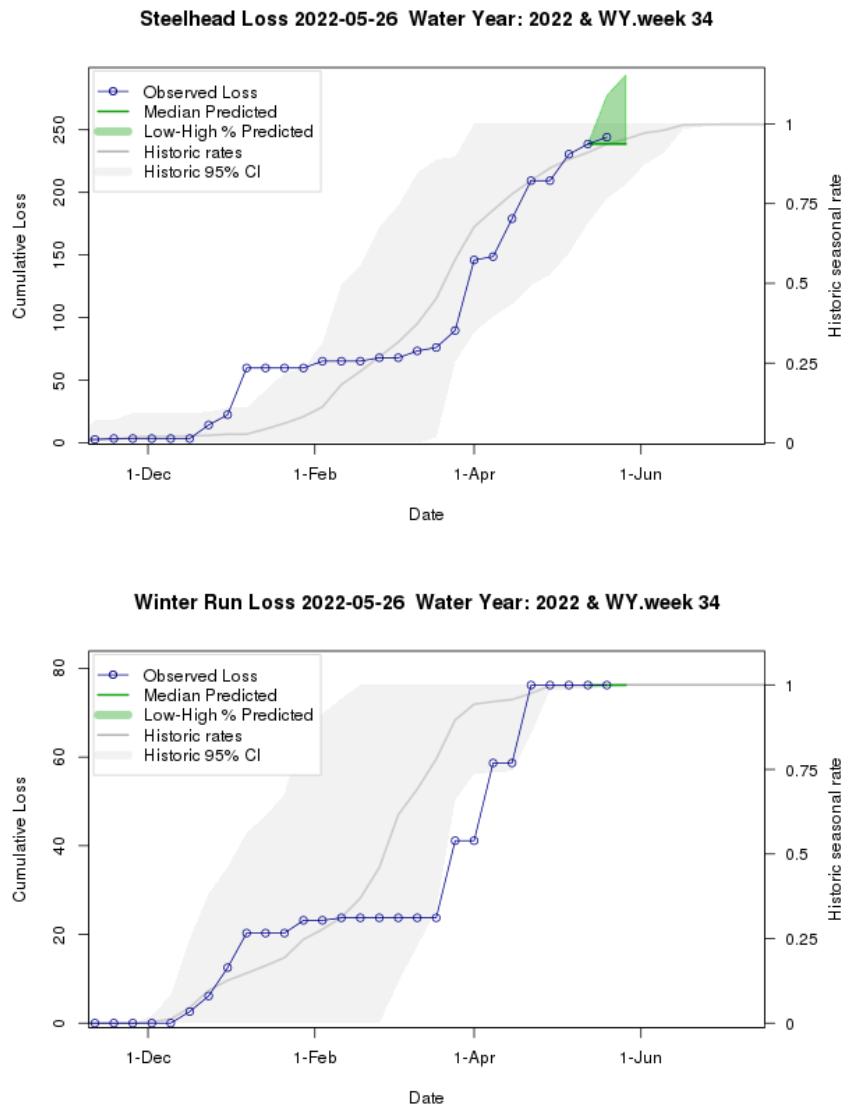 Steelhead Loss 2022-05-26 Water Year: 2022 & WY.week 34
Observed Loss
Median Predicted
Low-High % Predicted
Historic rates
Historic 95% CI
Cumulative Loss
0
50
100
150
200
250
0
0.25
0.5
0.75
1
Historic seasonal rate
1-Dec
1-Feb
1-Apr
1-Jun
Date
Winter Run Loss 2022-05-26 Water Year: 2022 & WY.week 34
Observed Loss
Median Predicted
Low-High % Predicted
Historic rates
Historic 95% CI
Cumulative Loss
0
20
40
60
80
0
0.25
0.5
0.75
1
Historic seasonal rate
1-Dec
1-Feb
1-Apr
1-Jun
Date